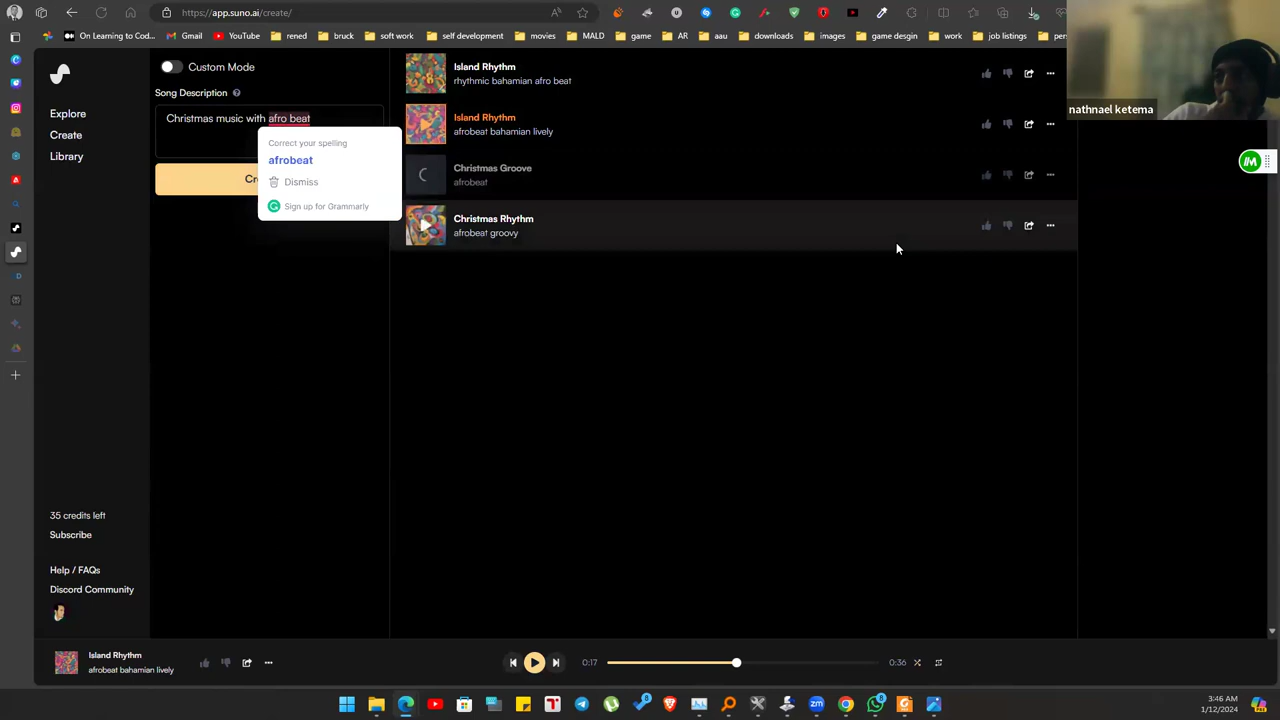 https://app.suno.ai/create/
On Learning to Cod...
Gmail
YouTube
rened
bruck
soft work
self development
movies
MALD
game
AR
aau
downloads
images
game desgin
work
job listings
nathnael ketema
Explore
Create
Library
35 credits left
Subscribe
Help / FAQs
Discord Community
Custom Mode
Song Description
Christmas music with afro beat
Correct your spelling
afrobeat
Dismiss
Sign up for Grammarly
Island Rhythm
rhythmic bahamian afro beat
Island Rhythm
afrobeat bahamian lively
Christmas Groove
afrobeat
Christmas Rhythm
afrobeat groovy
Island Rhythm
afrobeat bahamian lively
0:17
0:36
3:46 AM
1/12/2024